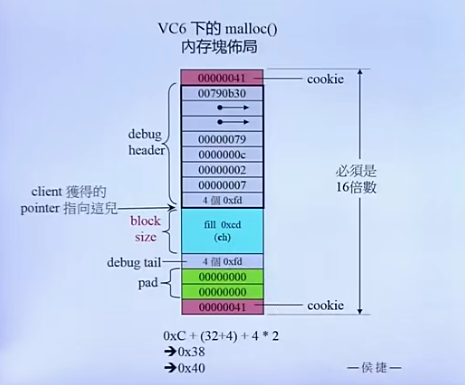 VC6 下的 malloc()
內存塊佈局
00000041
cookie
00790b30
debug
header
00000079
0000000c
00000002
00000007
4 個 0xfd
client 獲得的
pointer 指向這兒
block
size
fill 0xcd
(ch)
debug tail
4 個 0xfd
pad
00000000
00000000
00000041
cookie
必須是
16倍數
0xC + (32+4) + 4 * 2
➔0x38
➔0x40
—侯捷—